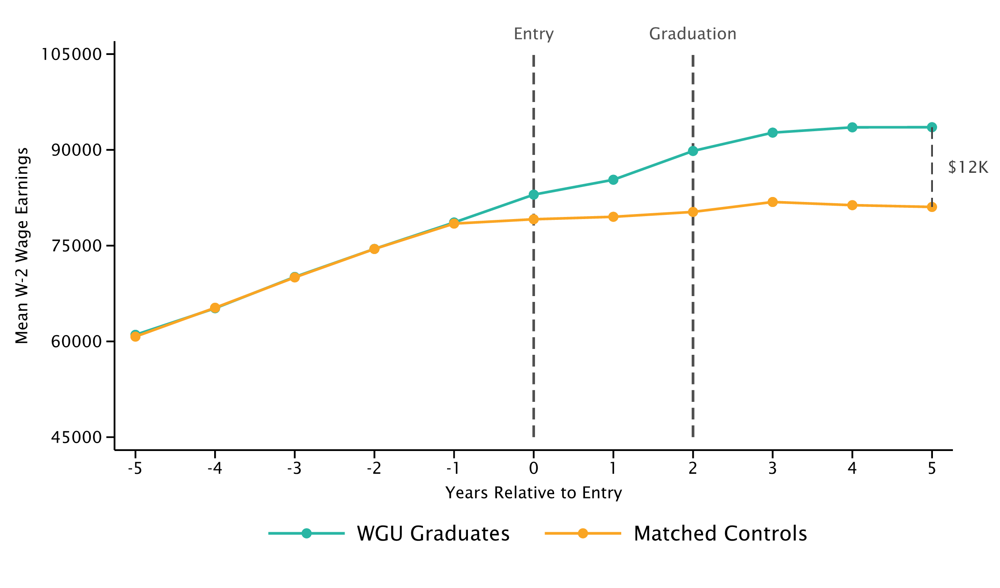 Entry
Graduation
105000
90000
75000
60000
45000
Mean W-2 Wage Earnings
$12K
-5 -4 -3 -2 -1 0 1 2 3 4 5
Years Relative to Entry
WGU Graduates
Matched Controls